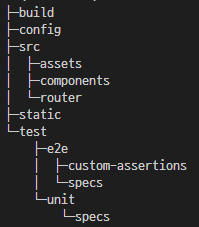 ├─build
├─config
├─src
│  ├─assets
│  ├─components
│  └─router
├─static
└─test
    ├─e2e
    │  ├─custom-assertions
    │  └─specs
    └─unit
        └─specs